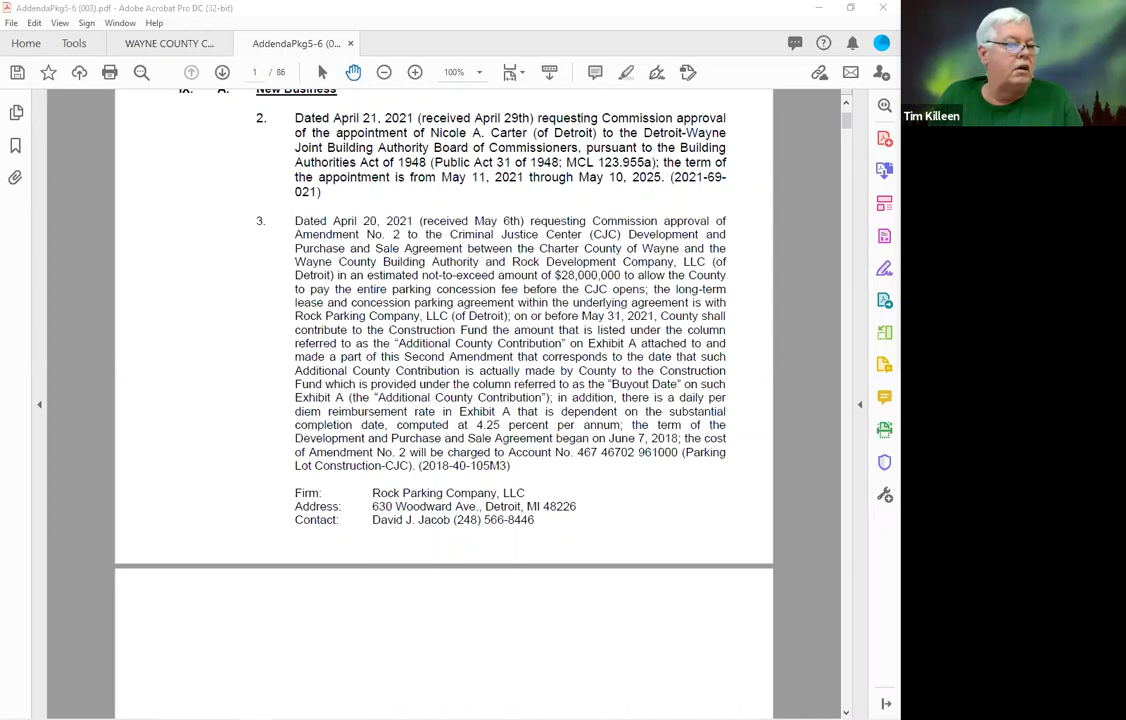 AddendaPkg5-6 (003).pdf - Adobe Acrobat Pro DC (32-bit)
File Edit View Sign Window Help
Home Tools WAYNE COUNTY C... AddendaPkg5-6 (0... ×
1 / 86 100%
IX. A. New Business
2. Dated April 21, 2021 (received April 29th) requesting Commission approval
of the appointment of Nicole A. Carter (of Detroit) to the Detroit-Wayne
Joint Building Authority Board of Commissioners, pursuant to the Building
Authorities Act of 1948 (Public Act 31 of 1948; MCL 123.955a); the term of
the appointment is from May 11, 2021 through May 10, 2025. (2021-69-
021)
3. Dated April 20, 2021 (received May 6th) requesting Commission approval of
Amendment No. 2 to the Criminal Justice Center (CJC) Development and
Purchase and Sale Agreement between the Charter County of Wayne and the
Wayne County Building Authority and Rock Development Company, LLC (of
Detroit) in an estimated not-to-exceed amount of $28,000,000 to allow the County
to pay the entire parking concession fee before the CJC opens; the long-term
lease and concession parking agreement within the underlying agreement is with
Rock Parking Company, LLC (of Detroit); on or before May 31, 2021, County shall
contribute to the Construction Fund the amount that is listed under the column
referred to as the “Additional County Contribution” on Exhibit A attached to and
made a part of this Second Amendment that corresponds to the date that such
Additional County Contribution is actually made by County to the Construction
Fund which is provided under the column referred to as the “Buyout Date” on such
Exhibit A (the “Additional County Contribution”); in addition, there is a daily per
diem reimbursement rate in Exhibit A that is dependent on the substantial
completion date, computed at 4.25 percent per annum; the term of the
Development and Purchase and Sale Agreement began on June 7, 2018; the cost
of Amendment No. 2 will be charged to Account No. 467 46702 961000 (Parking
Lot Construction-CJC). (2018-40-105M3)
Firm: Rock Parking Company, LLC
Address: 630 Woodward Ave., Detroit, MI 48226
Contact: David J. Jacob (248) 566-8446
Tim Killeen